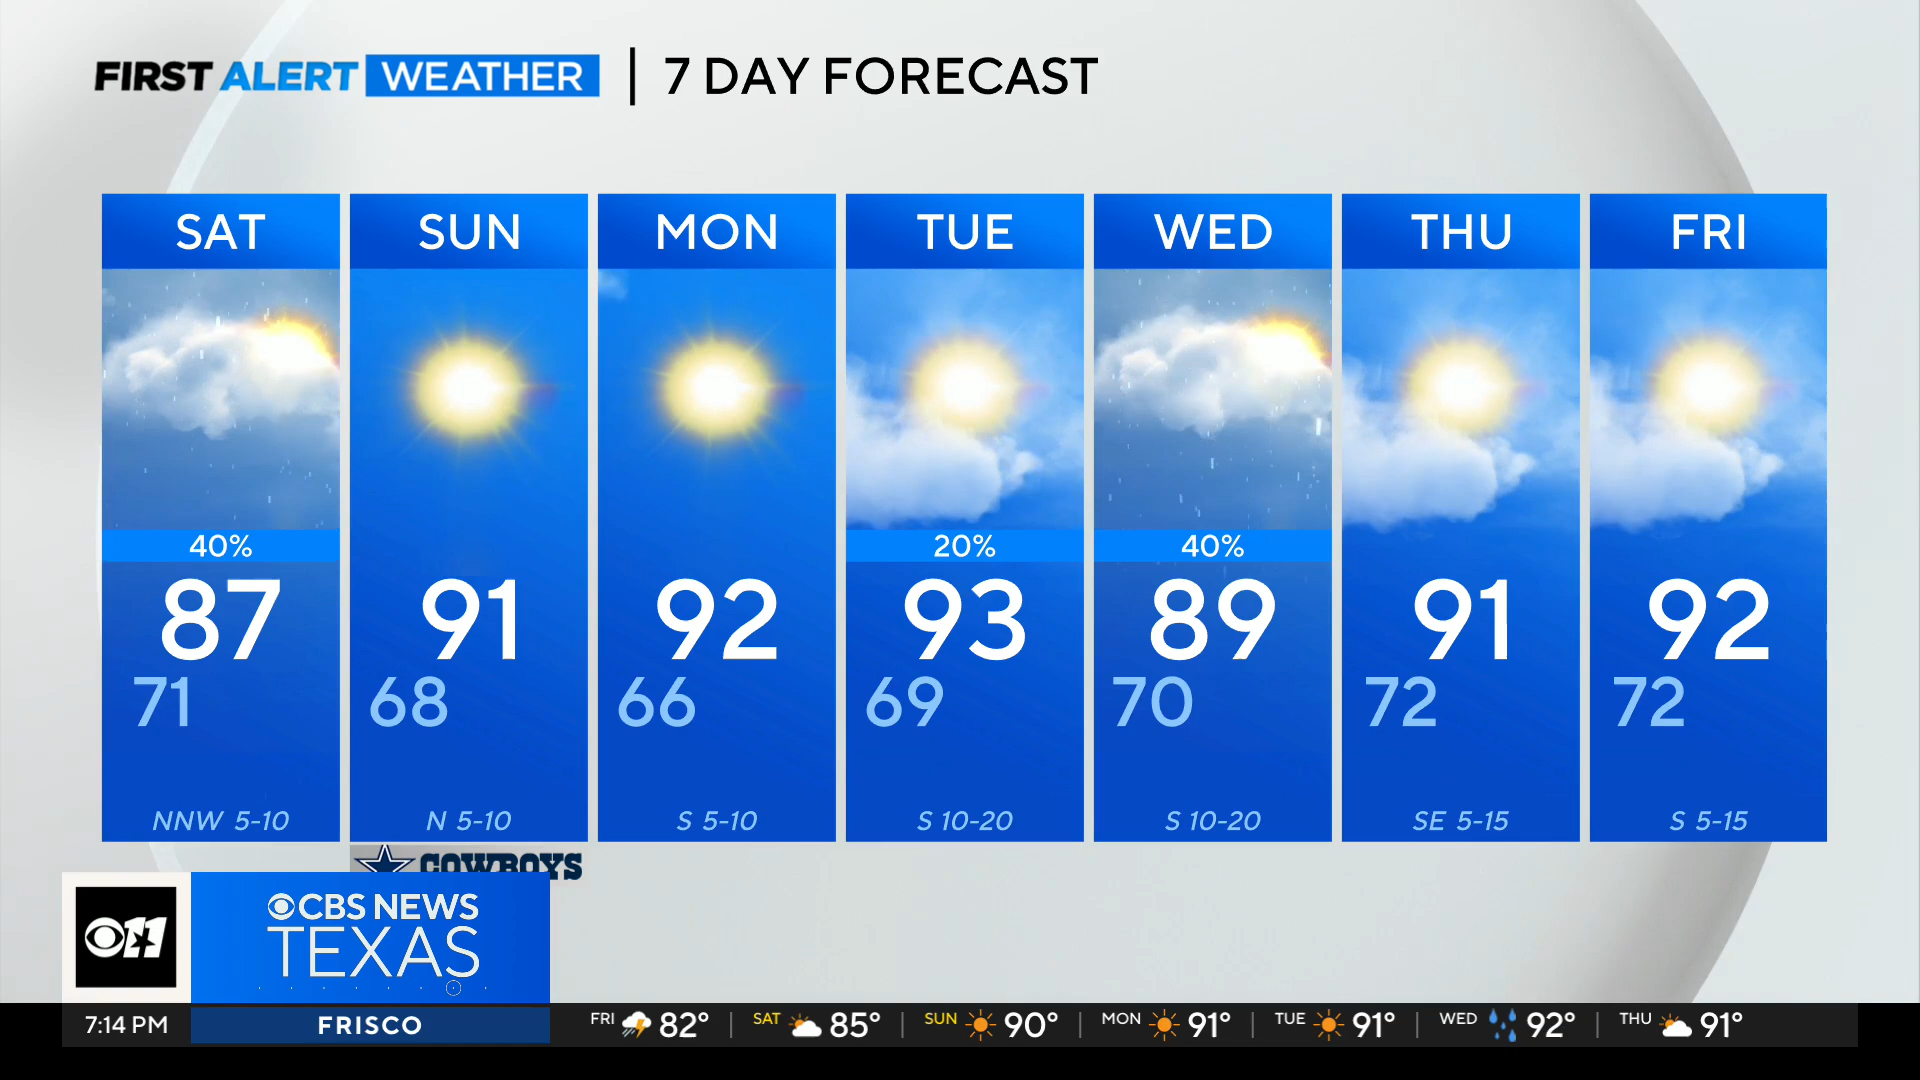 FIRST ALERT WEATHER | 7 DAY FORECAST
SAT SUN MON TUE WED THU FRI
40% 20% 40%
87 91 92 93 89 91 92
71 68 66 69 70 72 72
NNW 5-10 N 5-10 S 5-10 S 10-20 S 10-20 SE 5-15 S 5-15
COWBOYS
11 CBS NEWS
TEXAS
7:14 PM FRISCO FRI 82° | SAT 85° | SUN 90° | MON 91° | TUE 91° | WED 92° | THU 91°